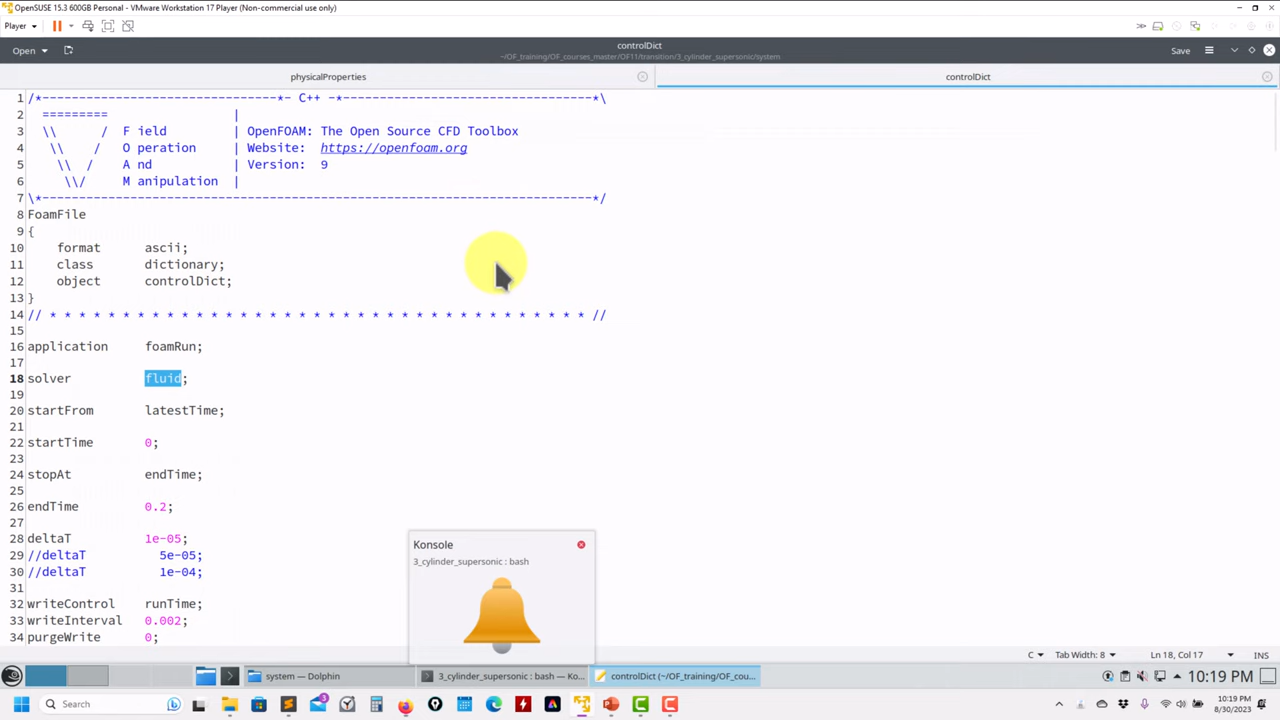 OpenSUSE 15.3 600GB Personal - VMware Workstation 17 Player (Non-commercial use only)
Player
Open
controlDict
~/OF_training/OF_courses_master/OF11/transition/3_cylinder_supersonic/system
Save
physicalProperties
controlDict
1 /*--------------------------------*- C++ -*----------------------------------*\
2 ========= |
3 \\ / F ield | OpenFOAM: The Open Source CFD Toolbox
4 \\ / O peration | Website: https://openfoam.org
5 \\ / A nd | Version: 9
6 \\/ M anipulation |
7 \*---------------------------------------------------------------------------*/
8 FoamFile
9 {
10 format ascii;
11 class dictionary;
12 object controlDict;
13 }
14 // * * * * * * * * * * * * * * * * * * * * * * * * * * * * * * * * * * * * * //
15
16 application foamRun;
17
18 solver fluid;
19
20 startFrom latestTime;
21
22 startTime 0;
23
24 stopAt endTime;
25
26 endTime 0.2;
27
28 deltaT 1e-05;
29 //deltaT 5e-05;
30 //deltaT 1e-04;
31
32 writeControl runTime;
33 writeInterval 0.002;
34 purgeWrite 0;
Konsole
3_cylinder_supersonic : bash
C
Tab Width: 8
Ln 18, Col 17
INS
system — Dolphin
3_cylinder_supersonic : bash — Ko...
controlDict (~/OF_training/OF_cou...
10:19 PM
Search
3
10:19 PM
8/30/2023